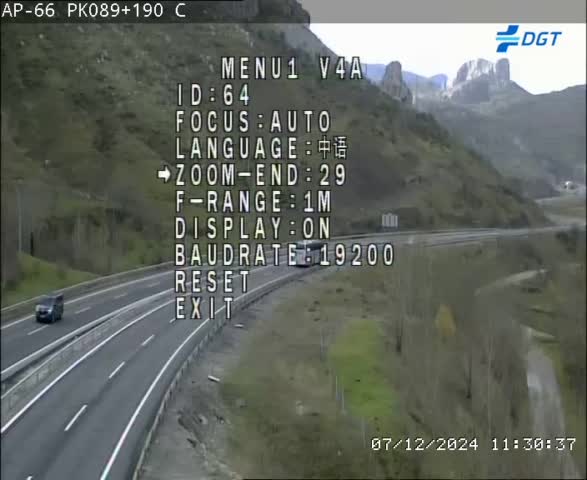 AP-66 PK089+190 C
DGT
MENU1 V4A
ID:64
FOCUS:AUTO
LANGUAGE:中语
ZOOM-END:29
F-RANGE:1M
DISPLAY:ON
BAUDRATE:19200
RESET
EXIT
07/12/2024 11:30:37